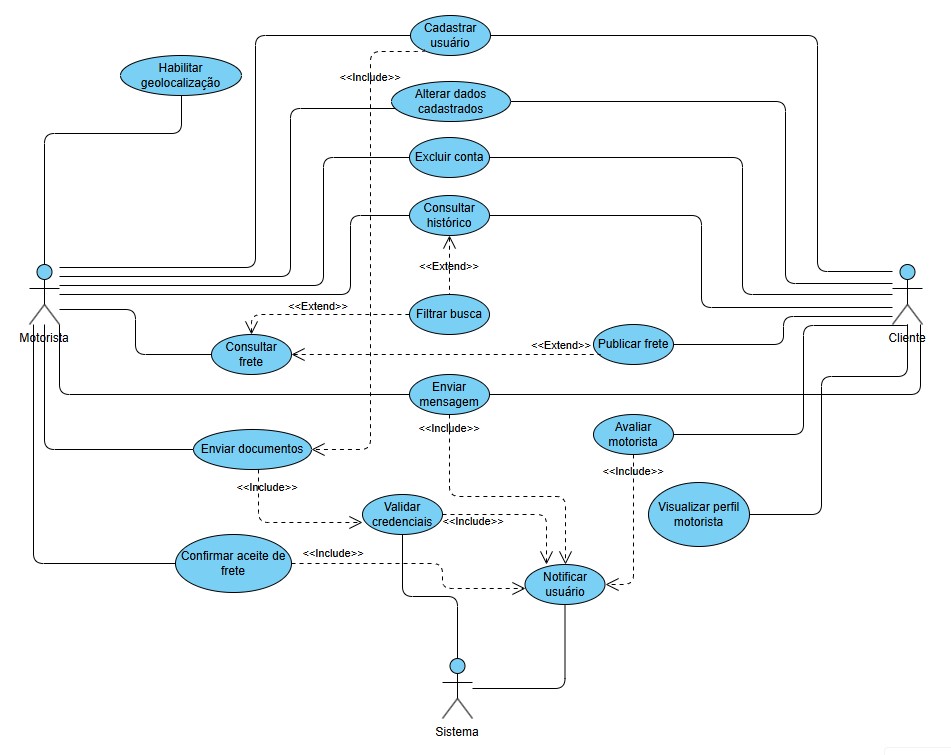 Cadastrar
usuário
Habilitar
geolocalização
<<Include>>
Alterar dados
cadastrados
Excluir conta
Consultar
histórico
<<Extend>>
<<Extend>>
Filtrar busca
Motorista
Cliente
Consultar
frete
<<Extend>>
Publicar frete
Enviar
mensagem
<<Include>>
Avaliar
motorista
Enviar documentos
<<Include>>
<<Include>>
Validar
credenciais
<<Include>>
Visualizar perfil
motorista
Confirmar aceite de
frete
<<Include>>
Notificar
usuário
Sistema